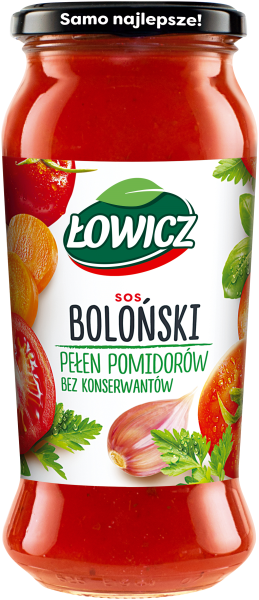 Samo najlepsze!
ŁOWICZ
SOS
BOLOŃSKI
PEŁEN POMIDORÓW
BEZ KONSERWANTÓW